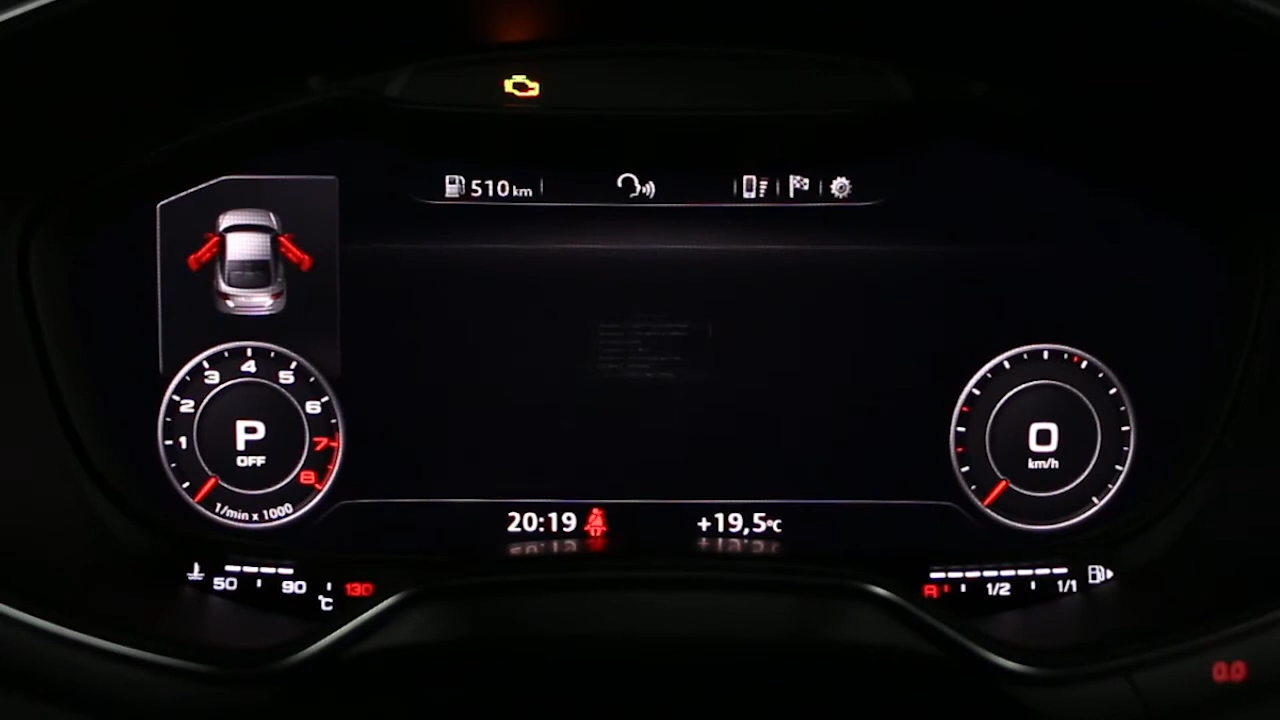 510 km
1 2 3 4 5 6 7 8
P
OFF
1/min x 1000
0
km/h
20:19
+19,5°C
50 90 130
°C
R 1/2 1/1
0.0